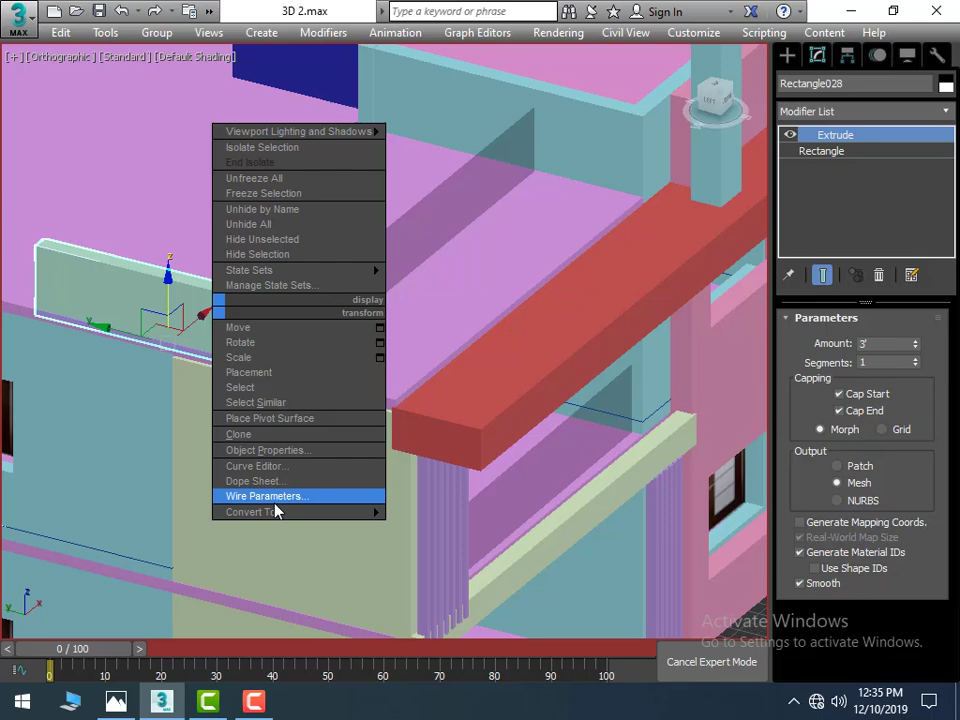 3
MAX
3D 2.max
Type a keyword or phrase
Sign In
Edit
Tools
Group
Views
Create
Modifiers
Animation
Graph Editors
Rendering
Civil View
Customize
Scripting
Content
Help
[+] [Orthographic] [Standard] [Default Shading]
Viewport Lighting and Shadows
Isolate Selection
End Isolate
Unfreeze All
Freeze Selection
Unhide by Name
Unhide All
Hide Unselected
Hide Selection
State Sets
Manage State Sets...
display
transform
Move
Rotate
Scale
Placement
Select
Select Similar
Place Pivot Surface
Clone
Object Properties...
Curve Editor...
Dope Sheet...
Wire Parameters...
Convert To
z
y
z
y
x
LEFT
Rectangle028
Modifier List
Extrude
Rectangle
Parameters
Amount: 3'
Segments: 1
Capping
Cap Start
Cap End
Morph
Grid
Output
Patch
Mesh
NURBS
Generate Mapping Coords.
Real-World Map Size
Generate Material IDs
Use Shape IDs
Smooth
Activate Windows
Go to Settings to activate Windows.
< 0 / 100 >
0 10 20 30 40 50 60 70 80 90 100
Cancel Expert Mode
3
MAX
C
C
12:35 PM
12/10/2019